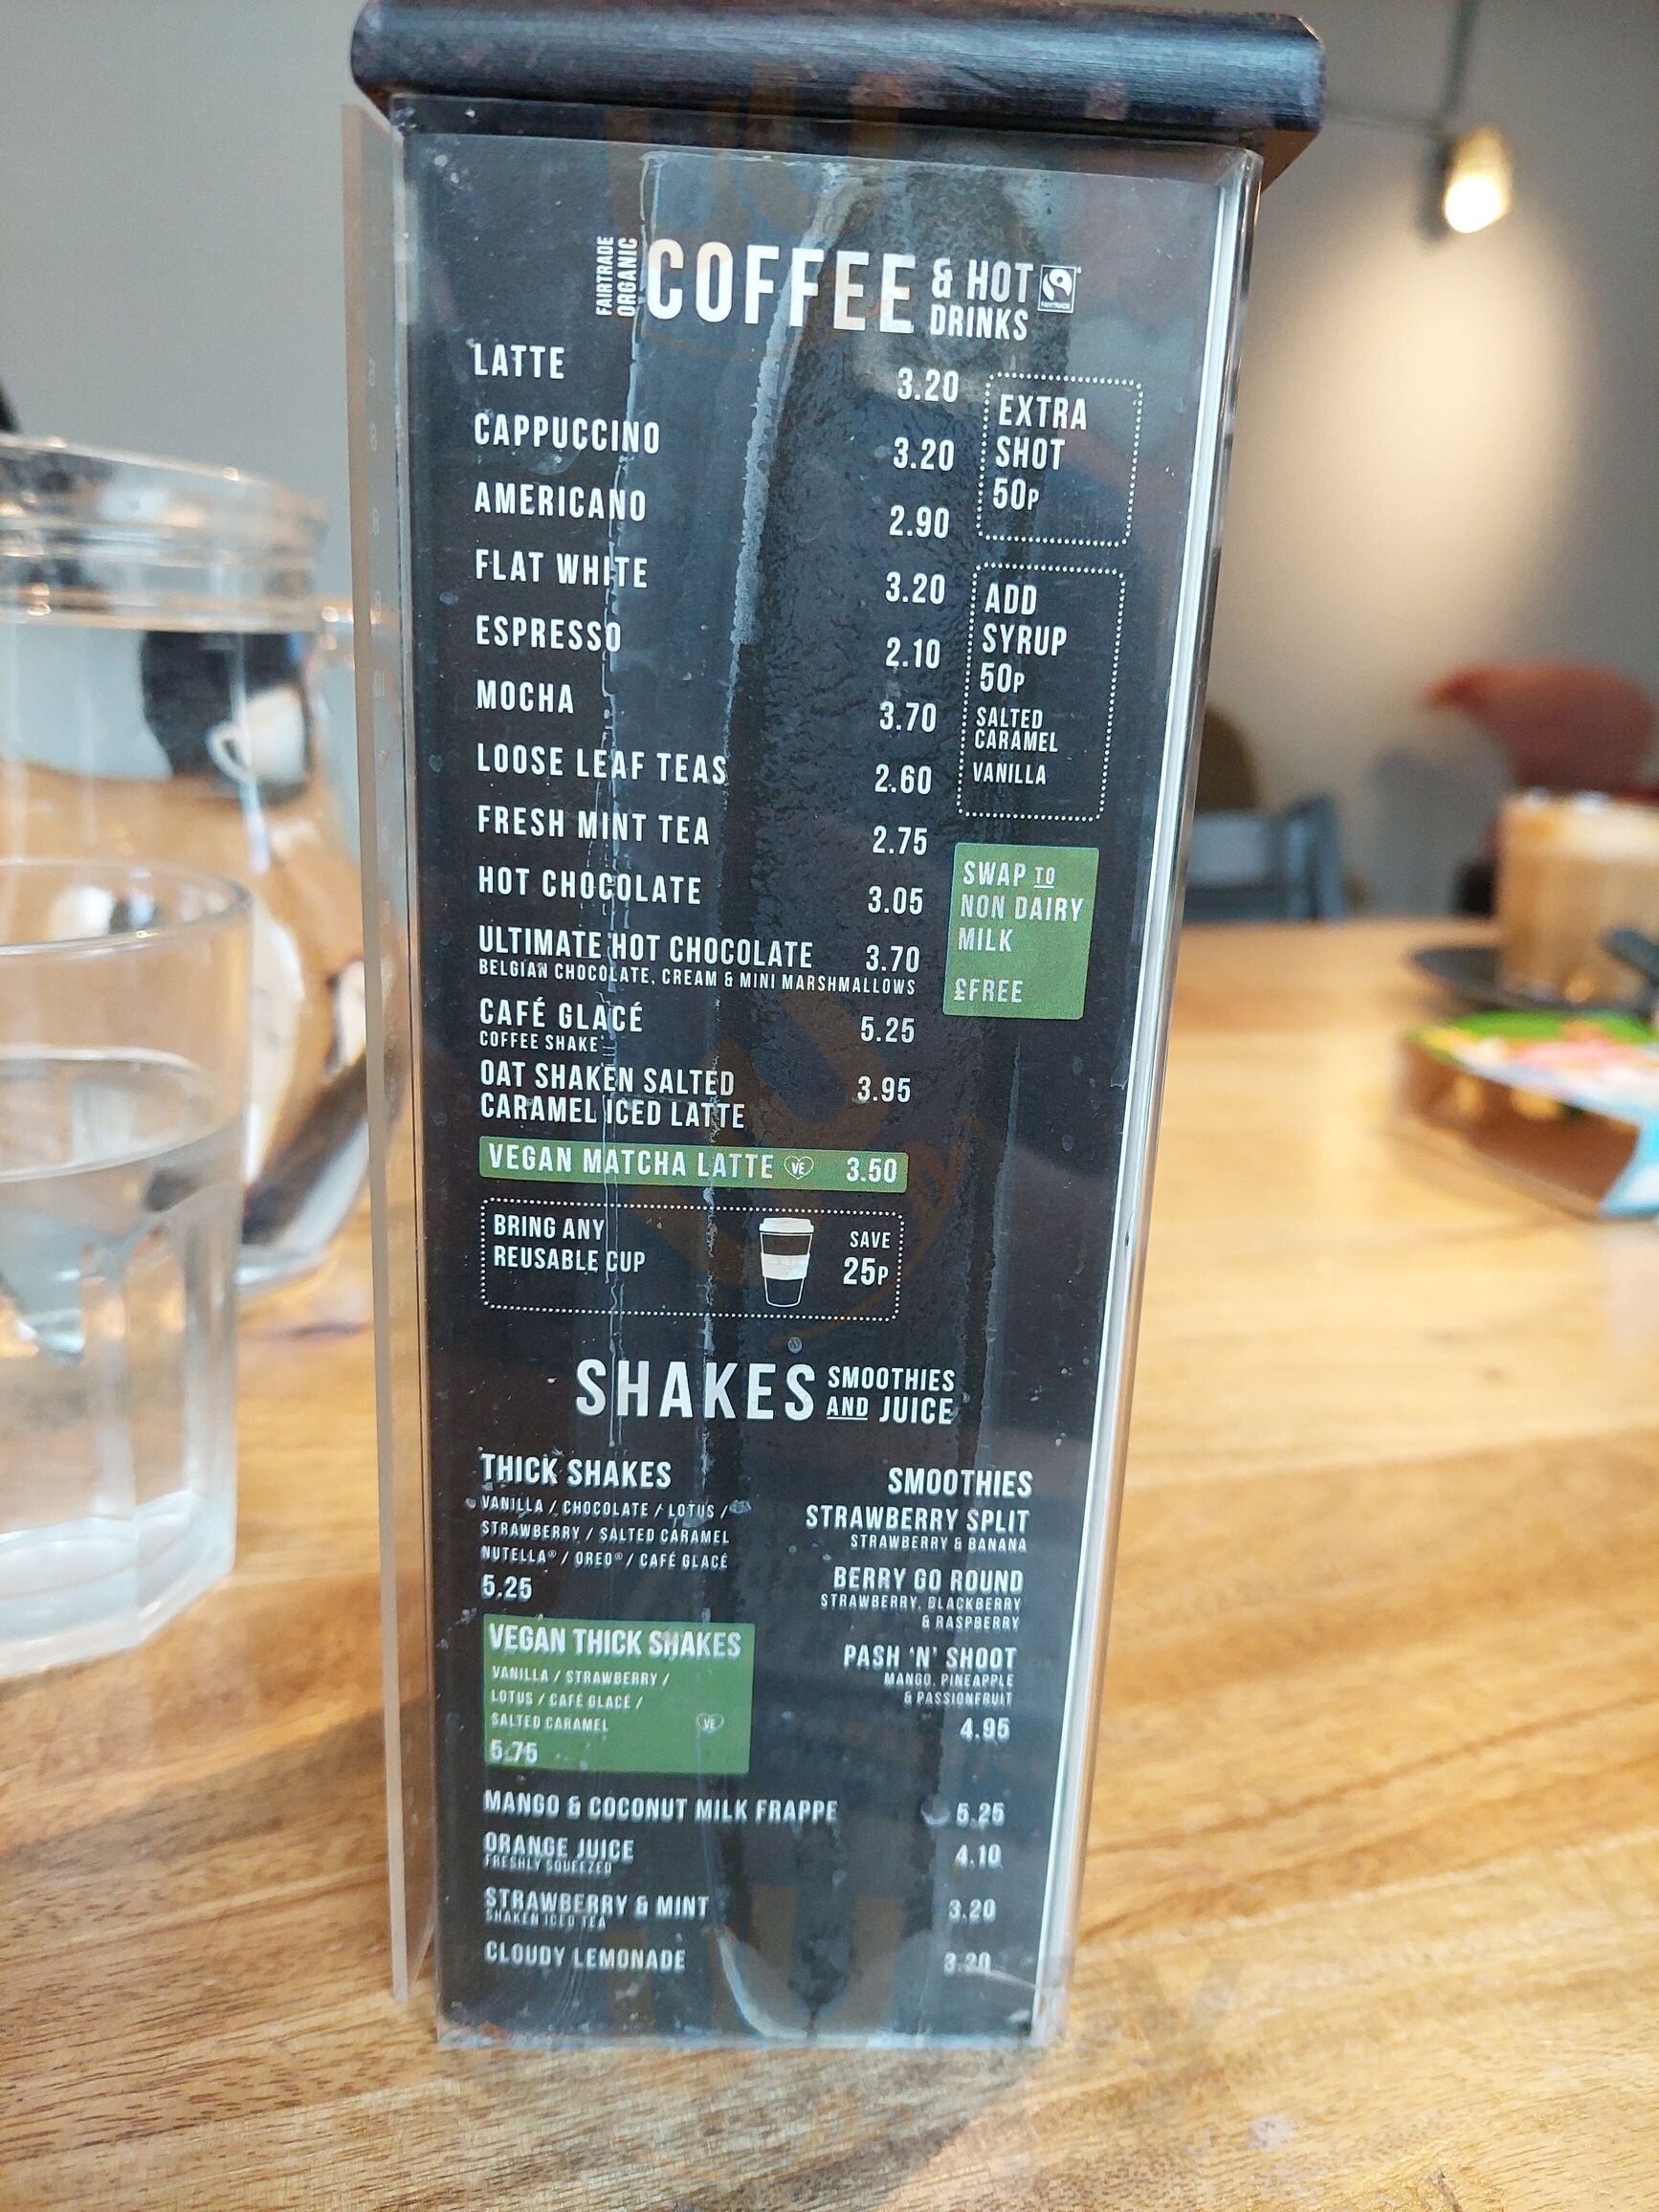 FAIRTRADE
ORGANIC
COFFEE & HOT
DRINKS
FAIRTRADE
LATTE 3.20
CAPPUCCINO 3.20
AMERICANO 2.90
FLAT WHITE 3.20
ESPRESSO 2.10
MOCHA 3.70
LOOSE LEAF TEAS 2.60
FRESH MINT TEA 2.75
HOT CHOCOLATE 3.05
ULTIMATE HOT CHOCOLATE 3.70
BELGIAN CHOCOLATE, CREAM & MINI MARSHMALLOWS
CAFÉ GLACÉ 5.25
COFFEE SHAKE
OAT SHAKEN SALTED 3.95
CARAMEL ICED LATTE
VEGAN MATCHA LATTE VE 3.50
EXTRA
SHOT
50P
ADD
SYRUP
50P
SALTED
CARAMEL
VANILLA
SWAP TO
NON DAIRY
MILK
£FREE
BRING ANY
REUSABLE CUP
SAVE
25P
SHAKES SMOOTHIES
AND JUICE
THICK SHAKES
VANILLA / CHOCOLATE / LOTUS /
STRAWBERRY / SALTED CARAMEL
NUTELLA® / OREO® / CAFÉ GLACÉ
5.25
VEGAN THICK SHAKES
VANILLA / STRAWBERRY /
LOTUS / CAFÉ GLACÉ /
SALTED CARAMEL VE
5.75
SMOOTHIES
STRAWBERRY SPLIT
STRAWBERRY & BANANA
BERRY GO ROUND
STRAWBERRY, BLACKBERRY
& RASPBERRY
PASH 'N' SHOOT
MANGO, PINEAPPLE
& PASSIONFRUIT
4.95
MANGO & COCONUT MILK FRAPPE 5.25
ORANGE JUICE 4.10
FRESHLY SQUEEZED
STRAWBERRY & MINT 3.20
SHAKEN ICED TEA
CLOUDY LEMONADE